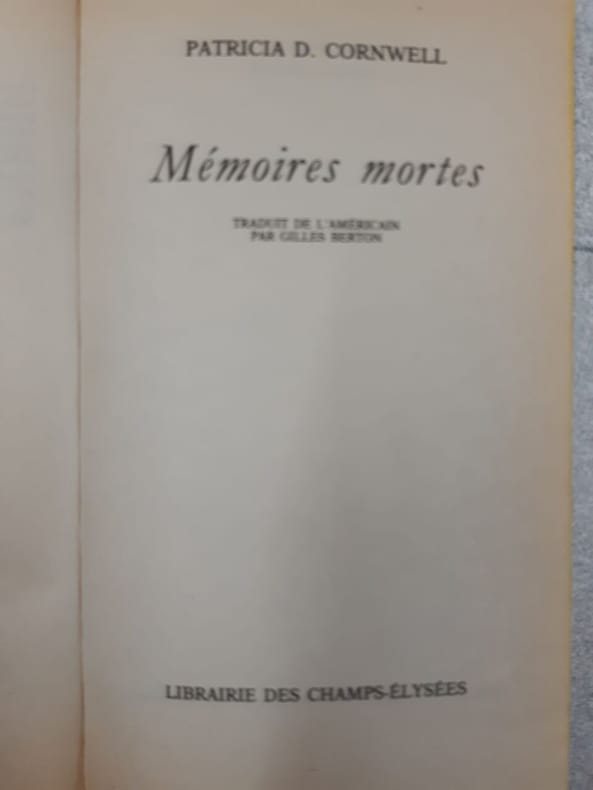 PATRICIA D. CORNWELL
Mémoires mortes
TRADUIT DE L'AMÉRICAIN
PAR GILLES BERTON
LIBRAIRIE DES CHAMPS-ÉLYSÉES